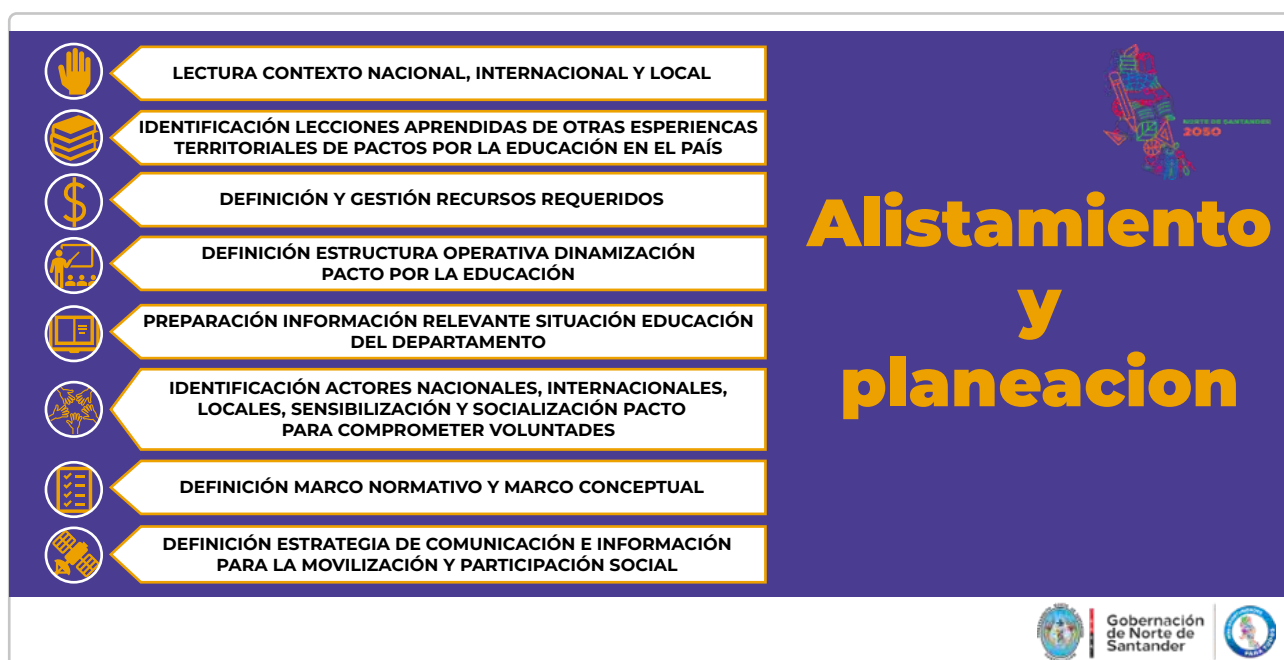 LECTURA CONTEXTO NACIONAL, INTERNACIONAL Y LOCAL
IDENTIFICACIÓN LECCIONES APRENDIDAS DE OTRAS ESPERIENCAS
TERRITORIALES DE PACTOS POR LA EDUCACIÓN EN EL PAÍS
DEFINICIÓN Y GESTIÓN RECURSOS REQUERIDOS
DEFINICIÓN ESTRUCTURA OPERATIVA DINAMIZACIÓN
PACTO POR LA EDUCACIÓN
PREPARACIÓN INFORMACIÓN RELEVANTE SITUACIÓN EDUCACIÓN
DEL DEPARTAMENTO
IDENTIFICACIÓN ACTORES NACIONALES, INTERNACIONALES,
LOCALES, SENSIBILIZACIÓN Y SOCIALIZACIÓN PACTO
PARA COMPROMETER VOLUNTADES
DEFINICIÓN MARCO NORMATIVO Y MARCO CONCEPTUAL
DEFINICIÓN ESTRATEGIA DE COMUNICACIÓN E INFORMACIÓN
PARA LA MOVILIZACIÓN Y PARTICIPACIÓN SOCIAL
NORTE DE SANTANDER
2050
Alistamiento
y
planeacion
Gobernación
de Norte de
Santander
PARA TODOS